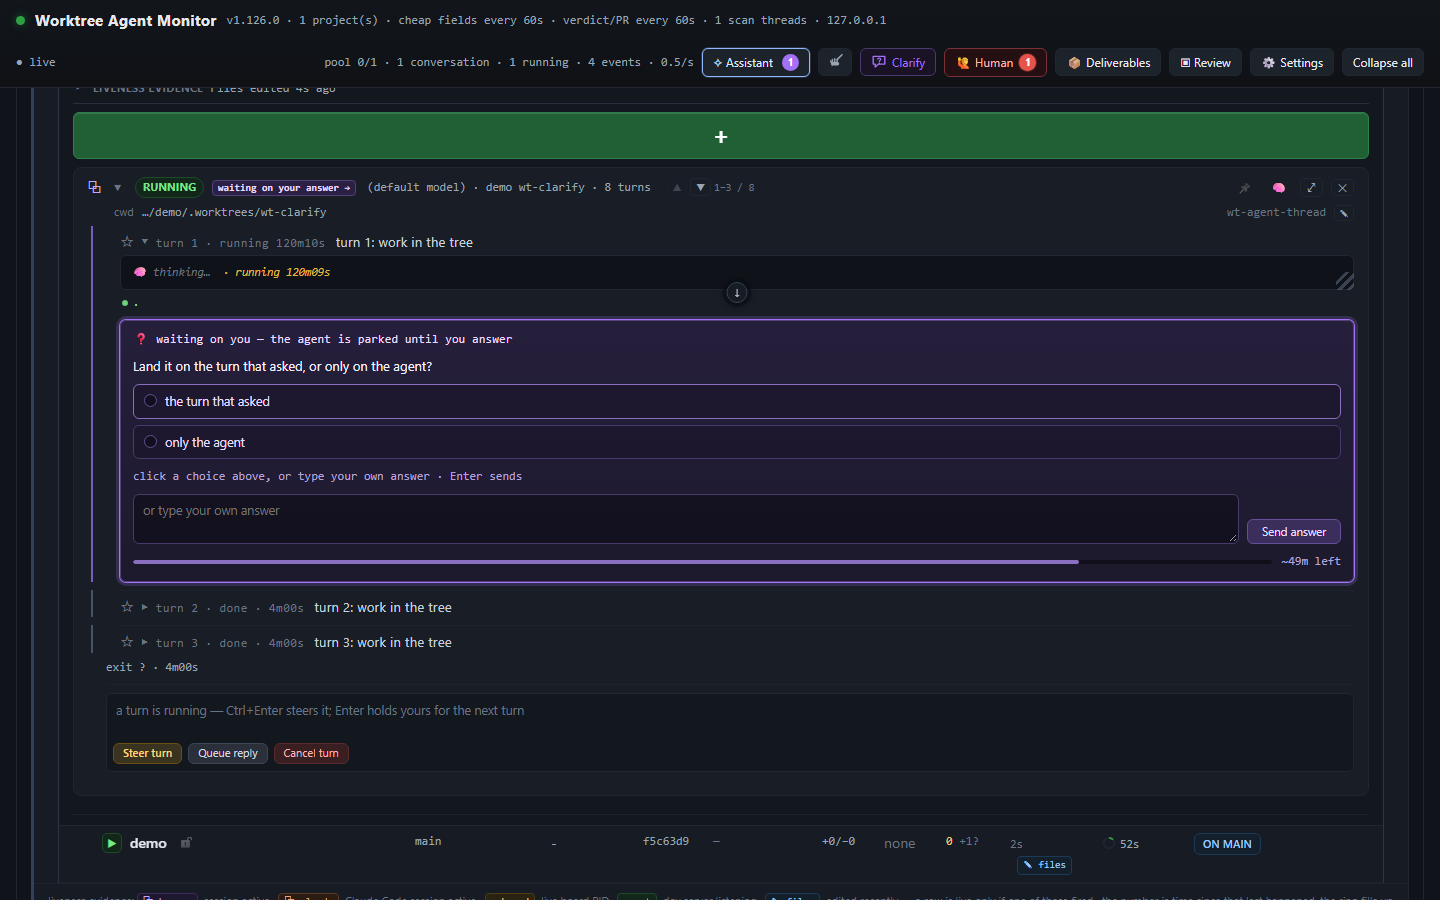 Worktree Agent Monitor v1.126.0 · 1 project(s) · cheap fields every 60s · verdict/PR every 60s · 1 scan threads · 127.0.0.1
● live pool 0/1 · 1 conversation · 1 running · 4 events · 0.5/s ✧ Assistant 1 Clarify Human 1 Deliverables Review Settings Collapse all
LIVENESS EVIDENCE files edited 4s ago
+
▼ RUNNING waiting on your answer → (default model) · demo wt-clarify · 8 turns ▲ ▼ 1–3 / 8
cwd …/demo/.worktrees/wt-clarify wt-agent-thread
☆ ▼ turn 1 · running 120m10s turn 1: work in the tree
thinking… · running 120m09s
↓
● .
❓ waiting on you — the agent is parked until you answer
Land it on the turn that asked, or only on the agent?
the turn that asked
only the agent
click a choice above, or type your own answer · Enter sends
or type your own answer
Send answer
~49m left
☆ ▶ turn 2 · done · 4m00s turn 2: work in the tree
☆ ▶ turn 3 · done · 4m00s turn 3: work in the tree
exit ? · 4m00s
a turn is running — Ctrl+Enter steers it; Enter holds yours for the next turn
Steer turn Queue reply Cancel turn
▶ demo main - f5c63d9 — +0/-0 none 0 +1? 2s 52s ON MAIN
files